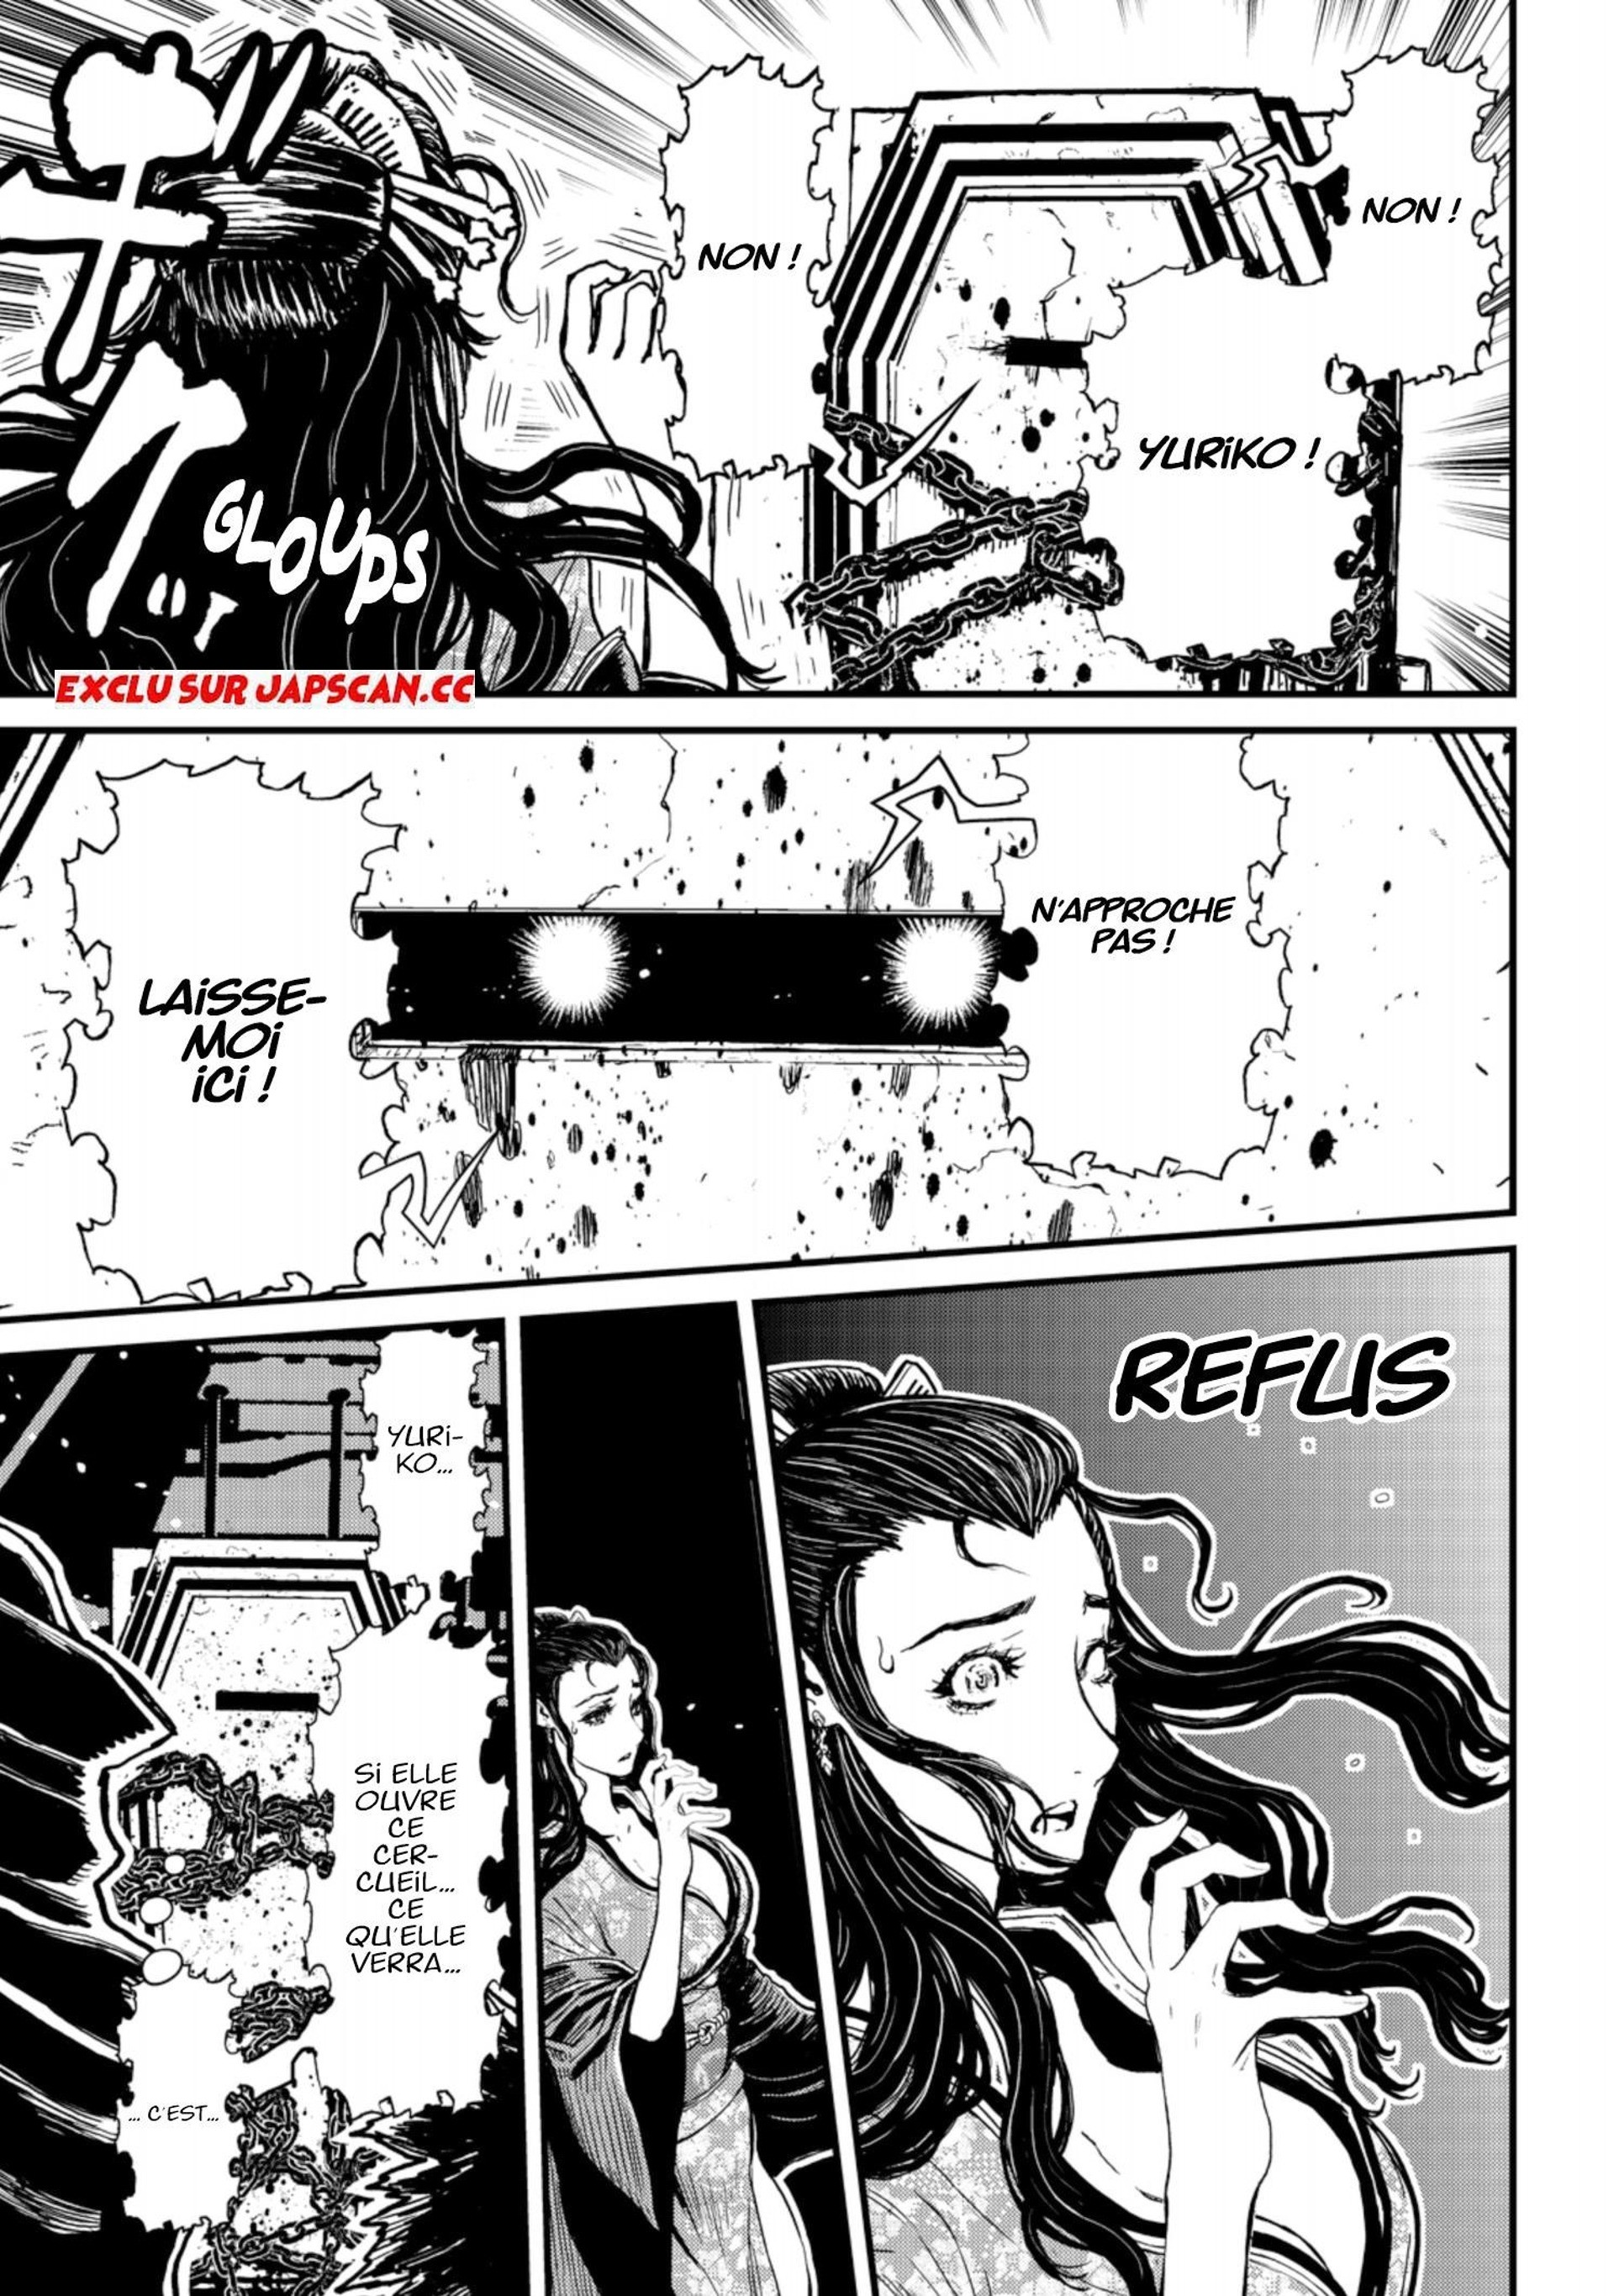 NON !
NON !
YURiKO !
GLOUPS
EXCLU SUR JAPSCAN.CC
N'APPROCHE
PAS !
LAiSSE-
MOi
iCi !
REFUS
YURi-
KO...
Si ELLE
OUVRE
CE
CER-
CUEiL...
CE
QU'ELLE
VERRA...
... C'EST...